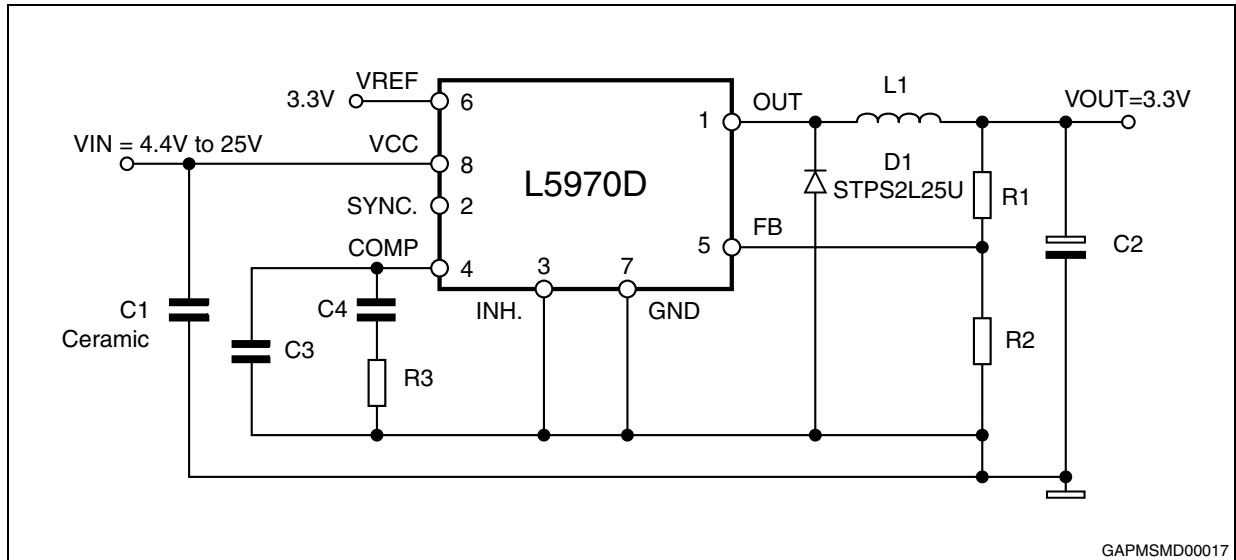 VREF
3.3V
6
VIN = 4.4V to 25V
VCC
8
SYNC.
2
COMP
4
L5970D
3
7
INH.
GND
1
OUT
L1
VOUT=3.3V
D1
STPS2L25U
R1
FB
5
C2
R2
C1
Ceramic
C4
C3
R3
GAPMSMD00017